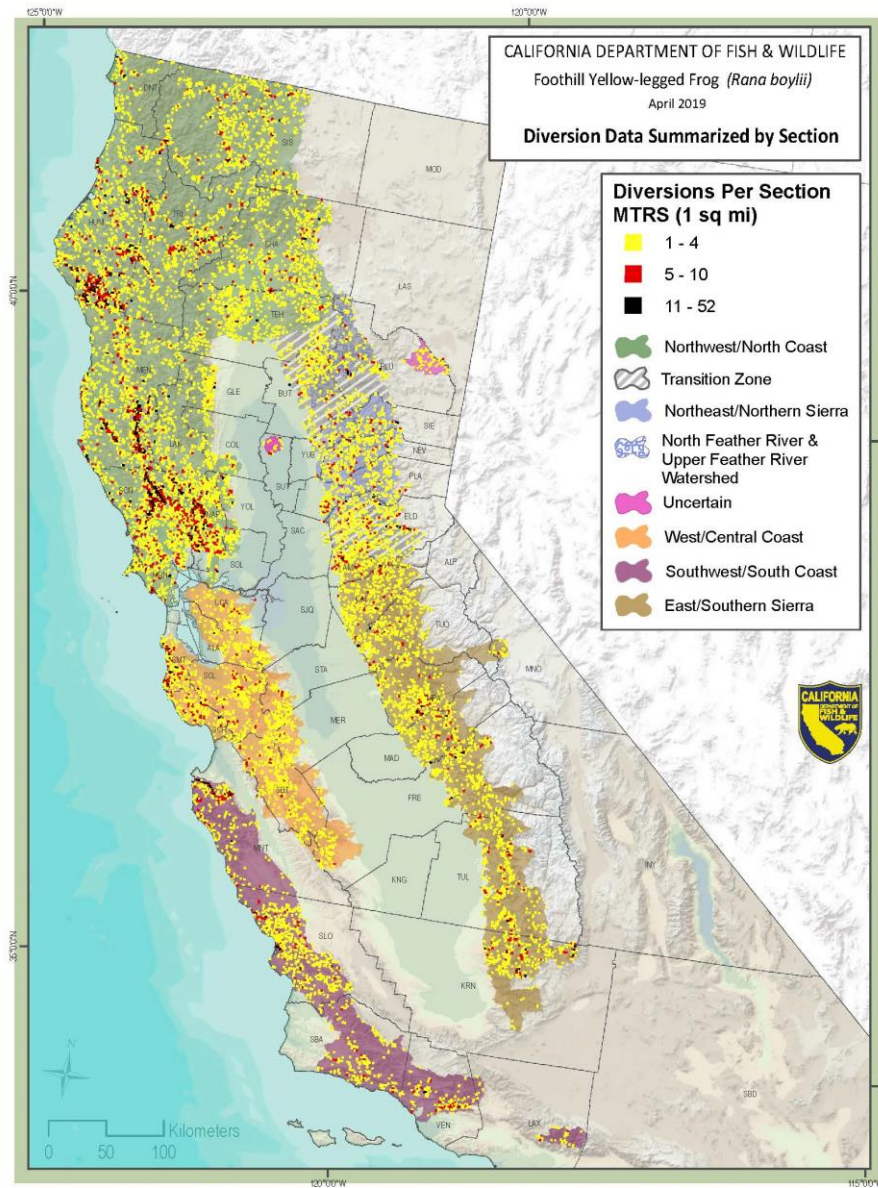 125°0'0"W
120°0'0"W
CALIFORNIA DEPARTMENT OF FISH & WILDLIFE
Foothill Yellow-legged Frog (Rana boylii)
April 2019
Diversion Data Summarized by Section
Diversions Per Section
MTRS (1 sq mi)
1 - 4
5 - 10
11 - 52
Northwest/North Coast
Transition Zone
Northeast/Northern Sierra
North Feather River &
Upper Feather River
Watershed
Uncertain
West/Central Coast
Southwest/South Coast
East/Southern Sierra
CALIFORNIA
DEPARTMENT OF
FISH &
WILDLIFE
DNT
SIS
MOD
HUM
TRI
SHA
40°0'0"N
LAS
TEH
PLU
MEN
GLE
BUT
SIE
COL
LAK
YUB
NEV
SUT
PLA
YOL
ELD
SAC
SOL
ALP
SJQ
TUO
ALA
STA
MNO
SCL
MER
MAD
FRE
SBT
MNT
KNG
TUL
INY
SLO
35°0'0"N
KRN
SBA
SBD
VEN
LAX
Kilometers
0 50 100
120°0'0"W
115°0'0"W